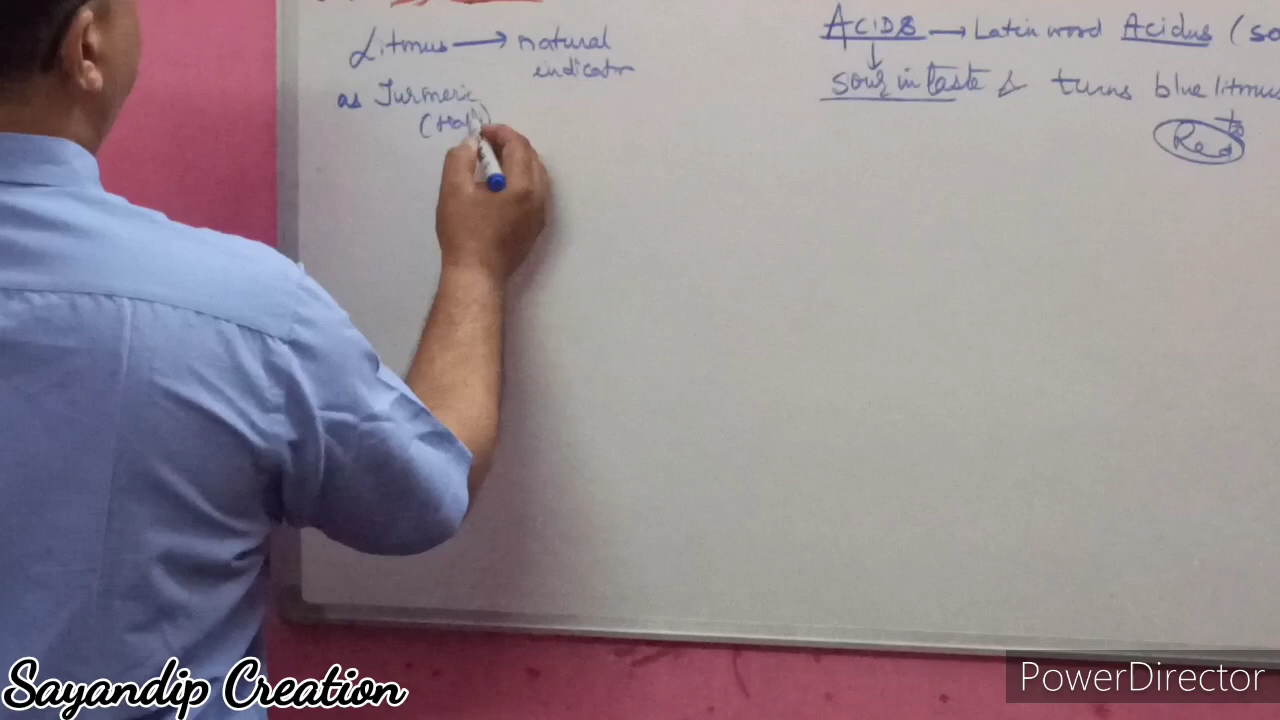 Litmus → natural
indicator
as Turmeric
ACIDS → Latin word Acidus (so
sour in taste & turns blue litmus
to
Red
Sayandip Creation
PowerDirector